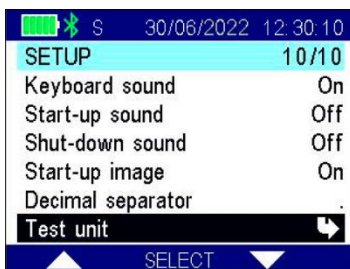 S 30/06/2022 12:30:10
SETUP 10/10
Keyboard sound On
Start-up sound Off
Shut-down sound Off
Start-up image On
Decimal separator .
Test unit
SELECT